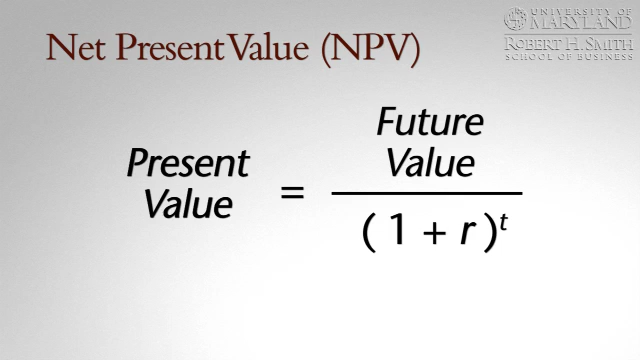 Net Present Value (NPV)
UNIVERSITY OF
MARYLAND
ROBERT H. SMITH
SCHOOL OF BUSINESS
Present
Value
=
Future
Value
( 1 + r )ᵗ